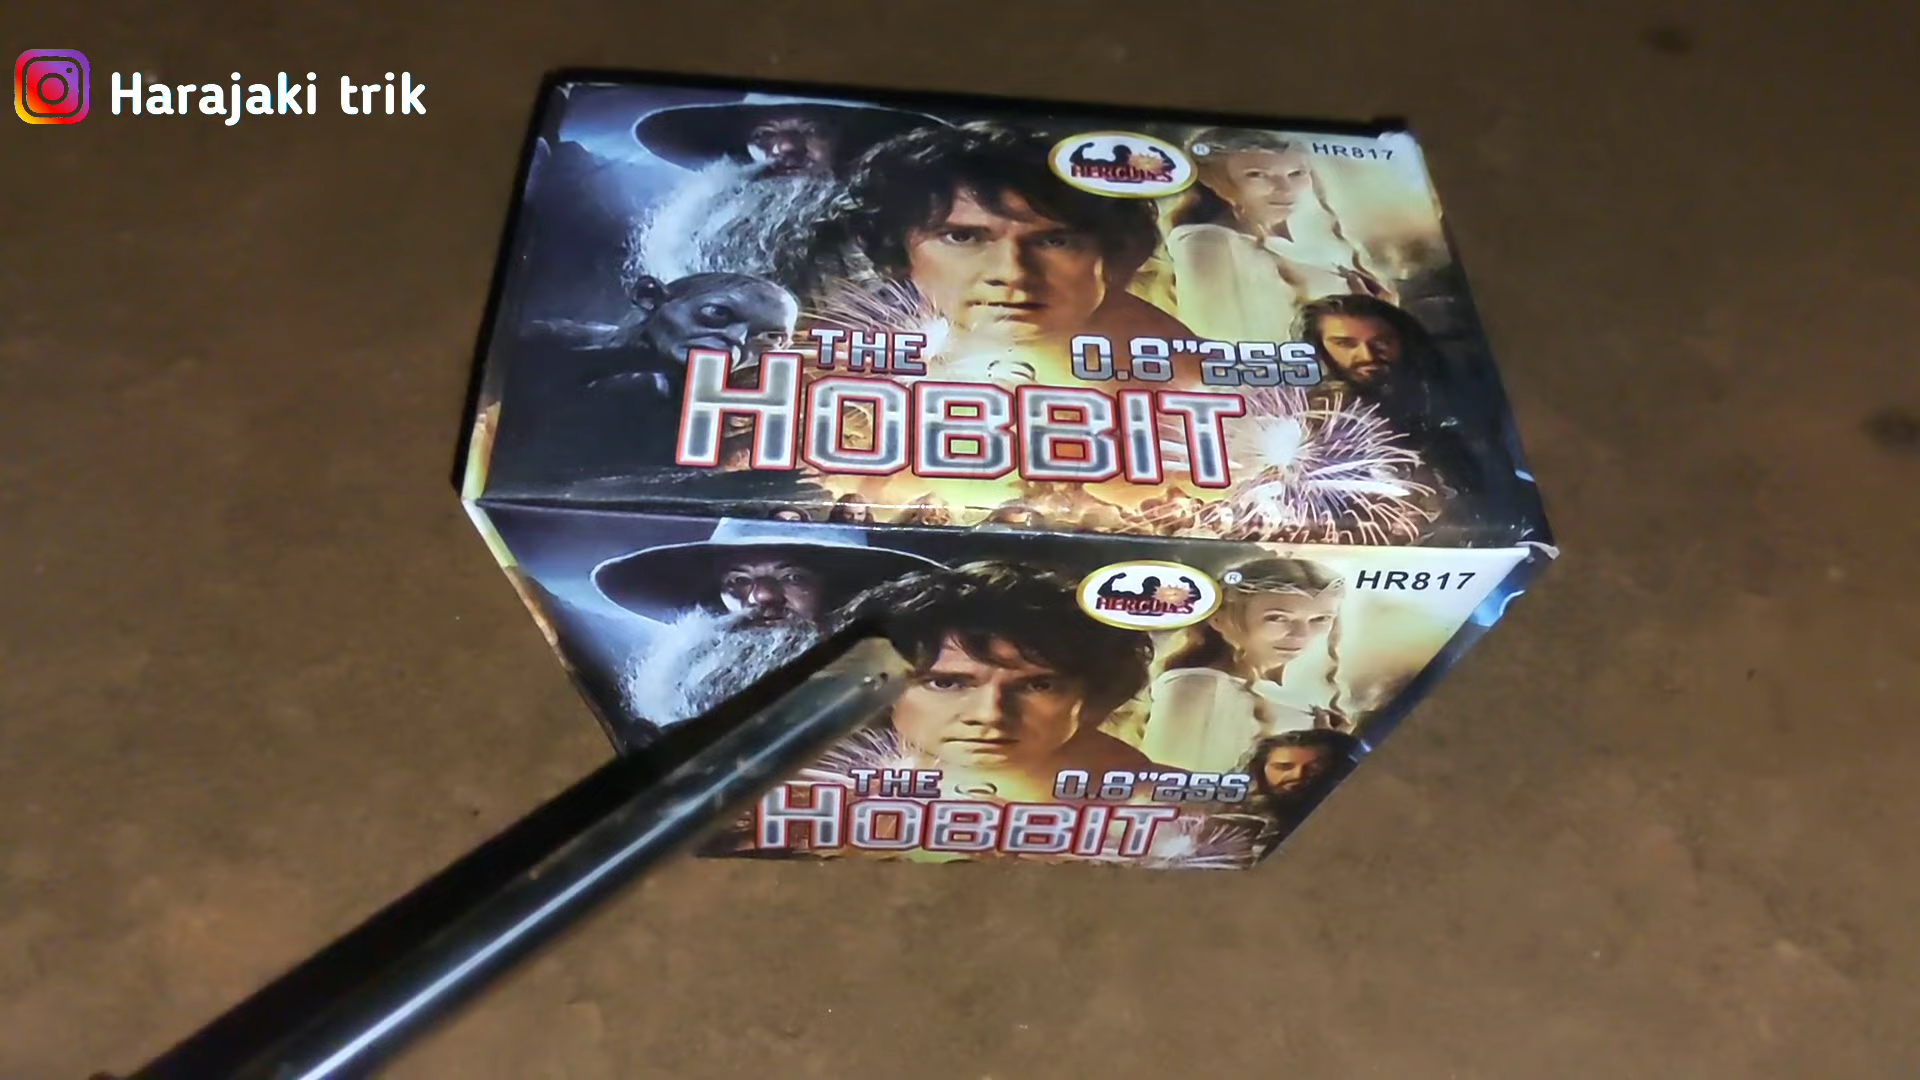 Harajaki trik
HERCULES
®
HR817
THE
0.8"25S
HOBBIT
HERCULES
®
HR817
THE
0.8"25S
HOBBIT